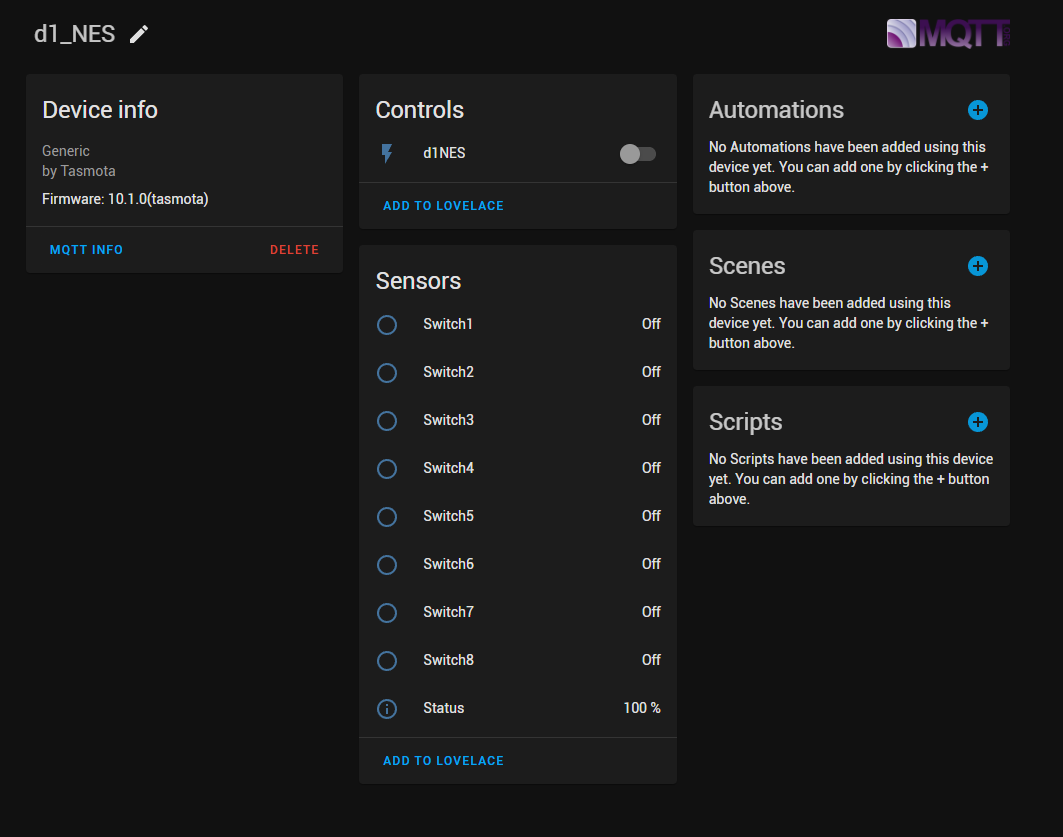 d1_NES
MQTT
Device info
Generic
by Tasmota
Firmware: 10.1.0(tasmota)
MQTT INFO
DELETE
Controls
d1NES
ADD TO LOVELACE
Sensors
Switch1 Off
Switch2 Off
Switch3 Off
Switch4 Off
Switch5 Off
Switch6 Off
Switch7 Off
Switch8 Off
Status 100 %
ADD TO LOVELACE
Automations
No Automations have been added using this
device yet. You can add one by clicking the +
button above.
Scenes
No Scenes have been added using this
device yet. You can add one by clicking the +
button above.
Scripts
No Scripts have been added using this device
yet. You can add one by clicking the + button
above.